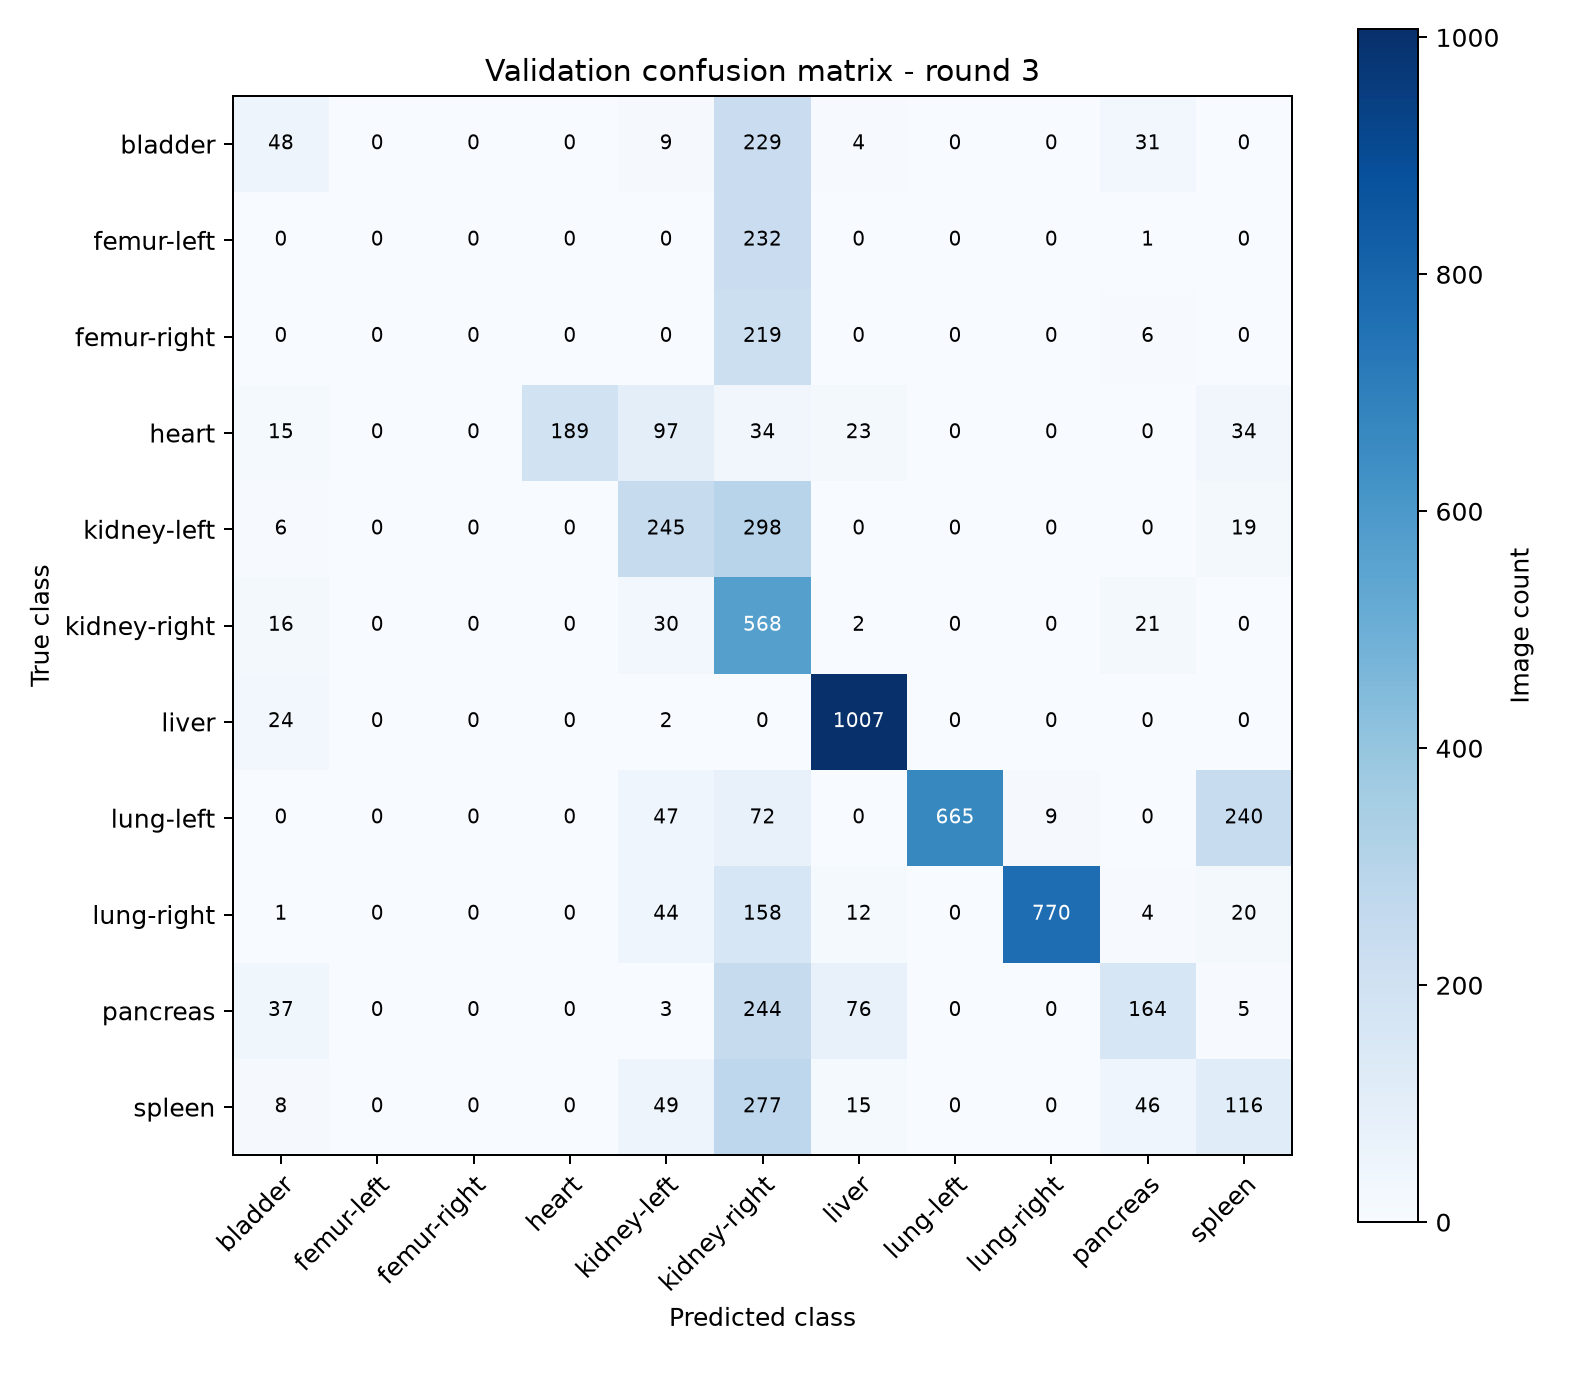 Validation confusion matrix - round 3
bladder 48 0 0 0 9 229 4 0 0 31 0
femur-left 0 0 0 0 0 232 0 0 0 1 0
femur-right 0 0 0 0 0 219 0 0 0 6 0
heart 15 0 0 189 97 34 23 0 0 0 34
kidney-left 6 0 0 0 245 298 0 0 0 0 19
kidney-right 16 0 0 0 30 568 2 0 0 21 0
liver 24 0 0 0 2 0 1007 0 0 0 0
lung-left 0 0 0 0 47 72 0 665 9 0 240
lung-right 1 0 0 0 44 158 12 0 770 4 20
pancreas 37 0 0 0 3 244 76 0 0 164 5
spleen 8 0 0 0 49 277 15 0 0 46 116
bladder femur-left femur-right heart kidney-left kidney-right liver lung-left lung-right pancreas spleen
Predicted class
True class
1000
800
600
400
200
0
Image count